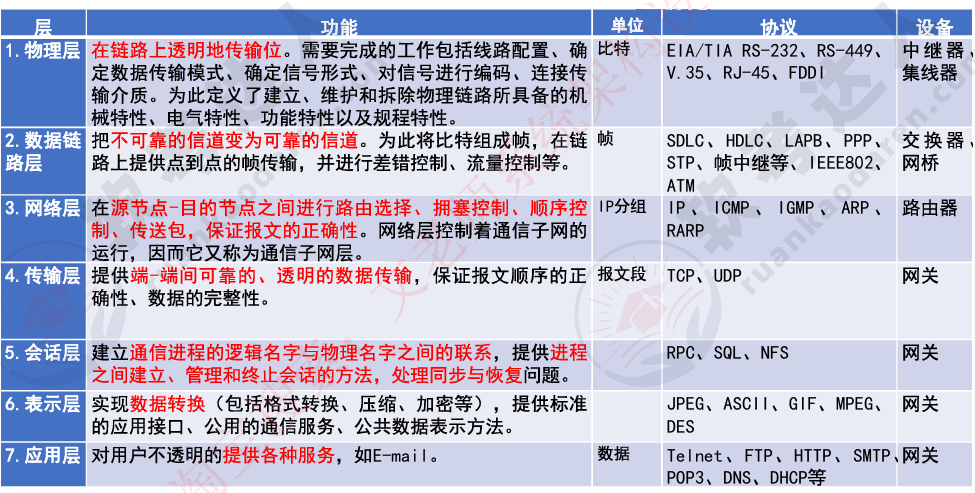 层 功能 单位 协议 设备
1.物理层 在链路上透明地传输位。需要完成的工作包括线路配置、确 比特 EIA/TIA RS-232、RS-449、 中继器、
定数据传输模式、确定信号形式、对信号进行编码、连接传 V.35、RJ-45、FDDI 集线器
输介质。为此定义了建立、维护和拆除物理链路所具备的机
械特性、电气特性、功能特性以及规程特性。
2.数据链 把不可靠的信道变为可靠的信道。为此将比特组成帧，在链 帧 SDLC、HDLC、LAPB、PPP、 交换器、
路层 路上提供点到点的帧传输，并进行差错控制、流量控制等。 STP、帧中继等、IEEE802、 网桥
ATM
3.网络层 在源节点-目的节点之间进行路由选择、拥塞控制、顺序控 IP分组 IP、ICMP、IGMP、ARP、 路由器
制、传送包，保证报文的正确性。网络层控制着通信子网的 RARP
运行，因而它又称为通信子网层。
4.传输层 提供端-端间可靠的、透明的数据传输，保证报文顺序的正 报文段 TCP、UDP 网关
确性、数据的完整性。
5.会话层 建立通信进程的逻辑名字与物理名字之间的联系，提供进程 RPC、SQL、NFS 网关
之间建立、管理和终止会话的方法，处理同步与恢复问题。
6.表示层 实现数据转换（包括格式转换、压缩、加密等），提供标准 JPEG、ASCII、GIF、MPEG、 网关
的应用接口、公用的通信服务、公共数据表示方法。 DES
7.应用层 对用户不透明的提供各种服务，如E-mail。 数据 Telnet、FTP、HTTP、SMTP、 网关
POP3、DNS、DHCP等
软考达人
ruankaodaren.com